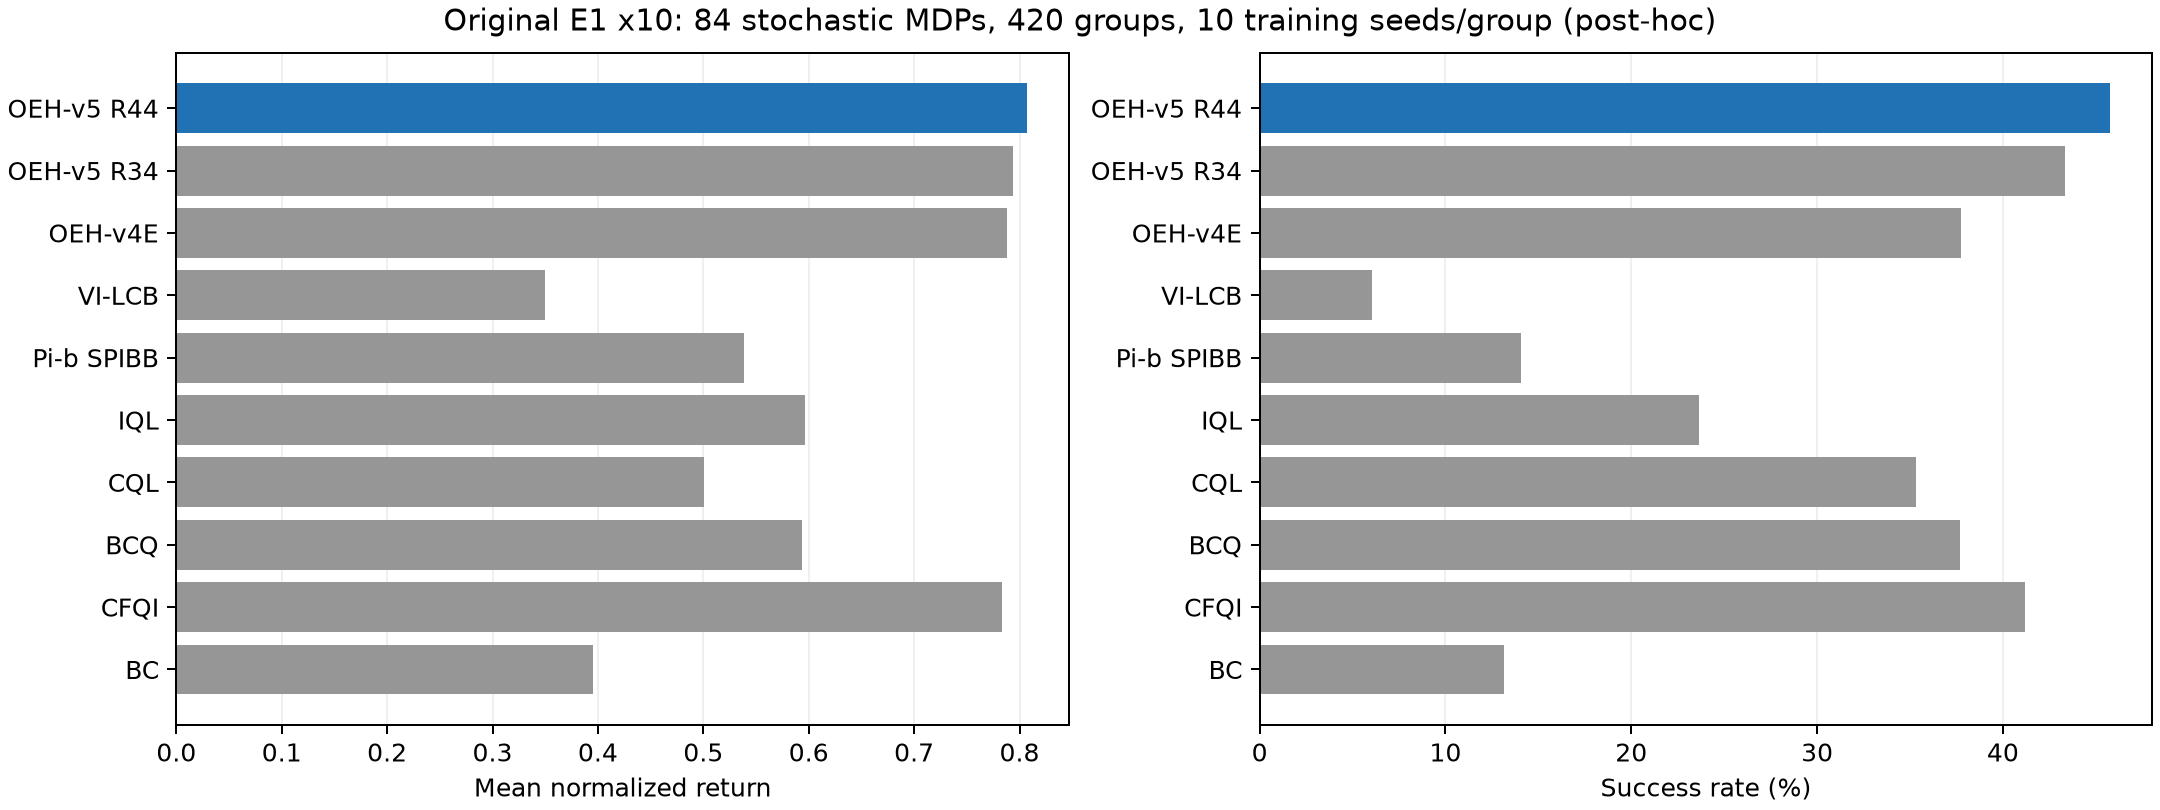 Original E1 x10: 84 stochastic MDPs, 420 groups, 10 training seeds/group (post-hoc)
OEH-v5 R44
OEH-v5 R34
OEH-v4E
VI-LCB
Pi-b SPIBB
IQL
CQL
BCQ
CFQI
BC
0.0 0.1 0.2 0.3 0.4 0.5 0.6 0.7 0.8
Mean normalized return
OEH-v5 R44
OEH-v5 R34
OEH-v4E
VI-LCB
Pi-b SPIBB
IQL
CQL
BCQ
CFQI
BC
0 10 20 30 40
Success rate (%)